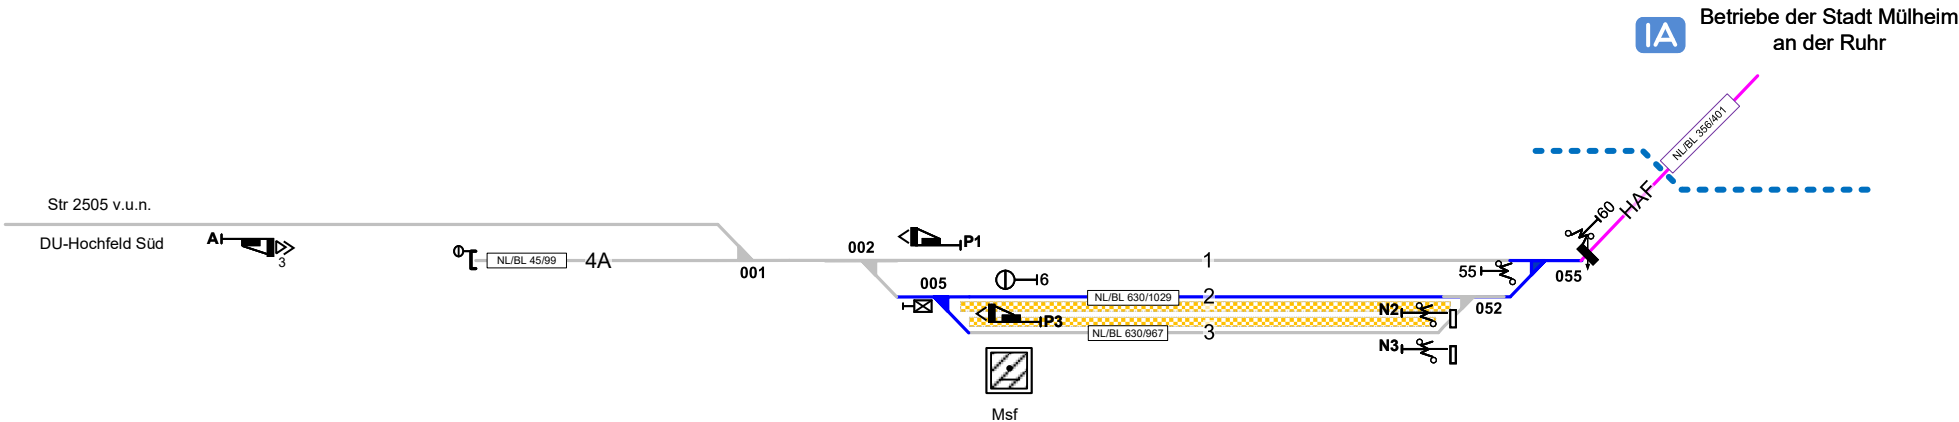 IA
Betriebe der Stadt Mülheim
an der Ruhr
NL/BL 356/401
HAF
60
Str 2505 v.u.n.
DU-Hochfeld Süd
A
3
NL/BL 45/99
4A
001
002
P1
1
55
055
005
6
NL/BL 630/1029
2
N2
052
P3
NL/BL 630/967
3
N3
Msf